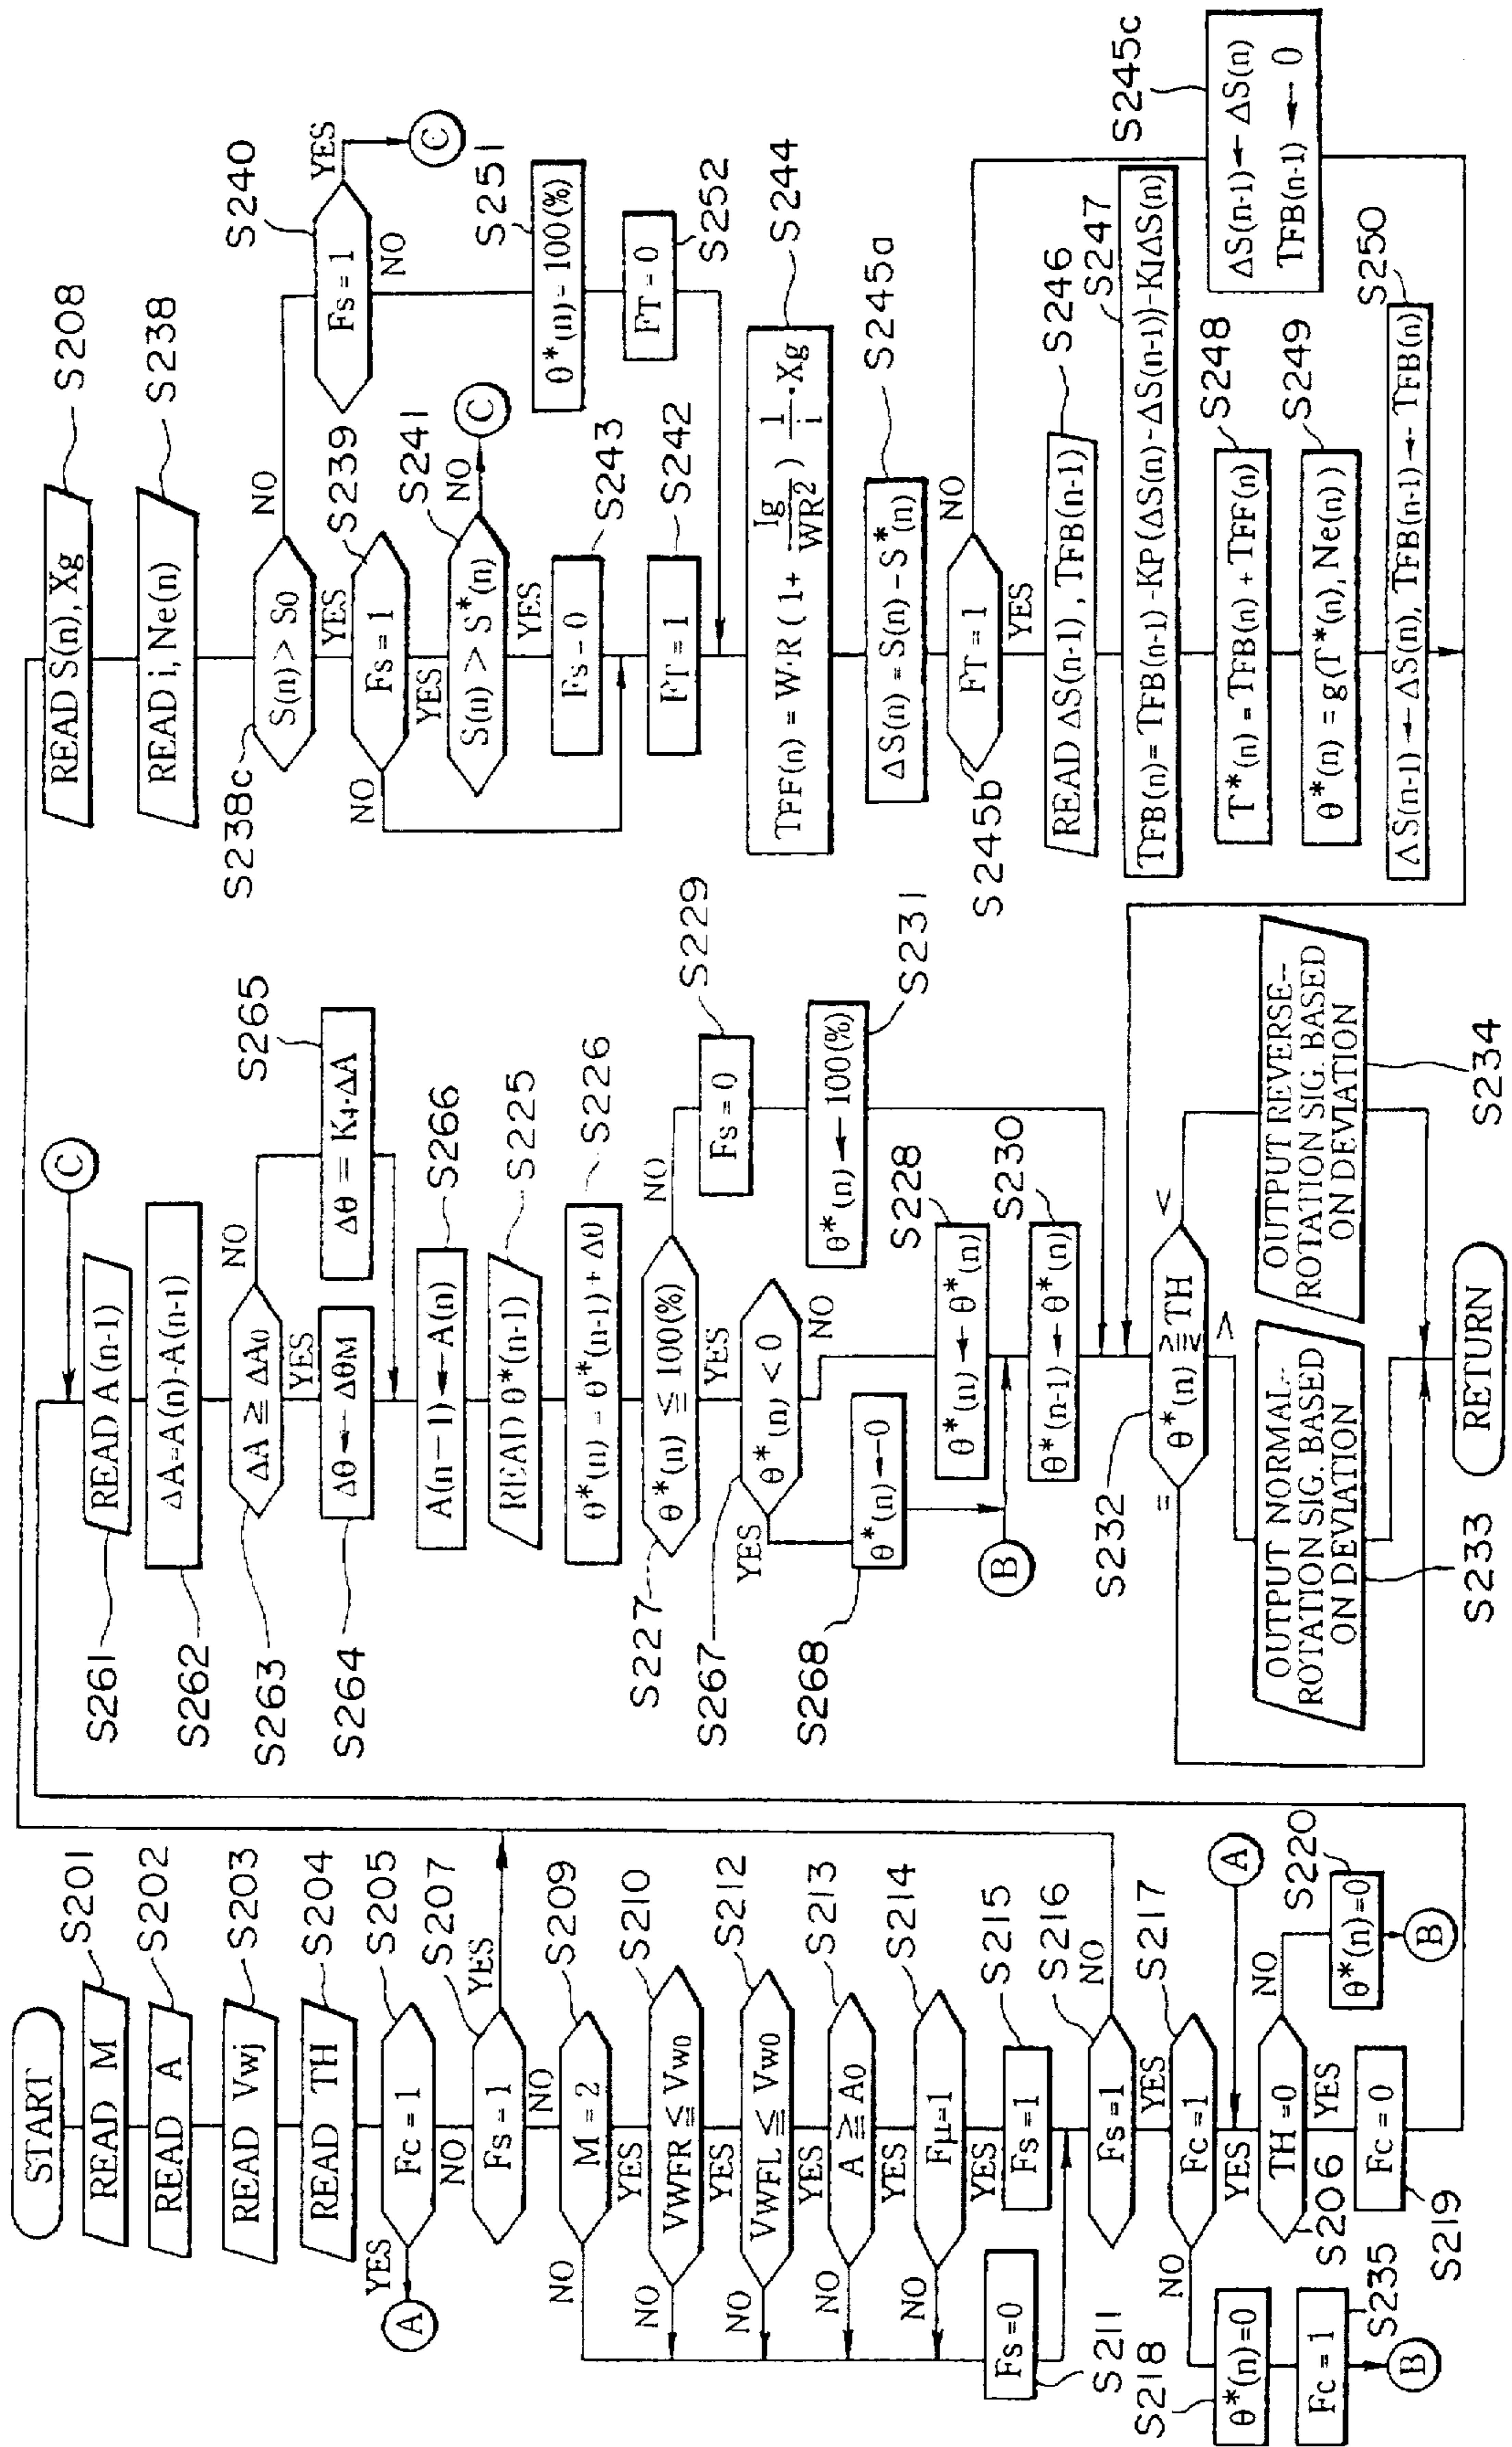 START
READ M
S201
READ A
S202
READ Vwj
S203
READ TH
S204
FC = 1
S205
YES
A
NO
FS = 1
S207
YES
NO
M = 2
S209
NO
YES
VWFR ≦ VW0
S210
NO
YES
VWFL ≦ VW0
S212
NO
YES
A ≧ A0
S213
NO
YES
Fμ=1
S214
NO
YES
FS=0
S211
FS=1
S215
FS=1
S216
NO
YES
FC=1
S217
NO
YES
θ*(n)=0
S218
FC = 1
S235
B
A
TH=0
S206
NO
YES
θ*(n)=0
S220
B
FC = 0
S219
C
READ A(n-1)
S261
ΔA=A(n)-A(n-1)
S262
ΔA ≧ ΔA0
S263
NO
YES
Δθ ← ΔθM
S264
Δθ = K4·ΔA
S265
A(n-1)←A(n)
S266
READ θ*(n-1)
S225
θ*(n) = θ*(n-1) + Δθ
S226
θ*(n) ≦ 100(%)
S227
NO
YES
FS = 0
S229
θ*(n) ← 100(%)
S231
θ*(n) < 0
S267
YES
NO
θ*(n)←0
S268
θ*(n) ← θ*(n)
S228
B
θ*(n-1) ← θ*(n)
S230
θ*(n) ≧ TH
S232
=
>
<
OUTPUT NORMAL-
ROTATION SIG. BASED
ON DEVIATION
S233
OUTPUT REVERSE-
ROTATION SIG. BASED
ON DEVIATION
S234
RETURN
READ S(n), Xg
S208
READ i, Ne(n)
S238
S(n) > S0
S238c
NO
YES
FS = 1
S240
YES
C
NO
FS = 1
S239
NO
YES
S(n) > S*(n)
S241
NO
C
YES
θ*(n) = 100(%)
S251
FS = 0
S243
FT = 0
S252
FT = 1
S242
TFF(n) = W·R (1 + Ig/WR2) 1/i · Xg
S244
ΔS(n) = S(n) - S*(n)
S245a
FT = 1
S245b
NO
YES
READ ΔS(n-1), TFB(n-1)
S246
TFB(n) = TFB(n-1) - KP(ΔS(n) - ΔS(n-1)) - KIΔS(n)
S247
T*(n) = TFB(n) + TFF(n)
S248
θ*(n) = g(T*(n), Ne(n))
S249
ΔS(n-1) ← ΔS(n), TFB(n-1) ← TFB(n)
S250
ΔS(n-1) ← ΔS(n)
TFB(n-1) ← 0
S245c